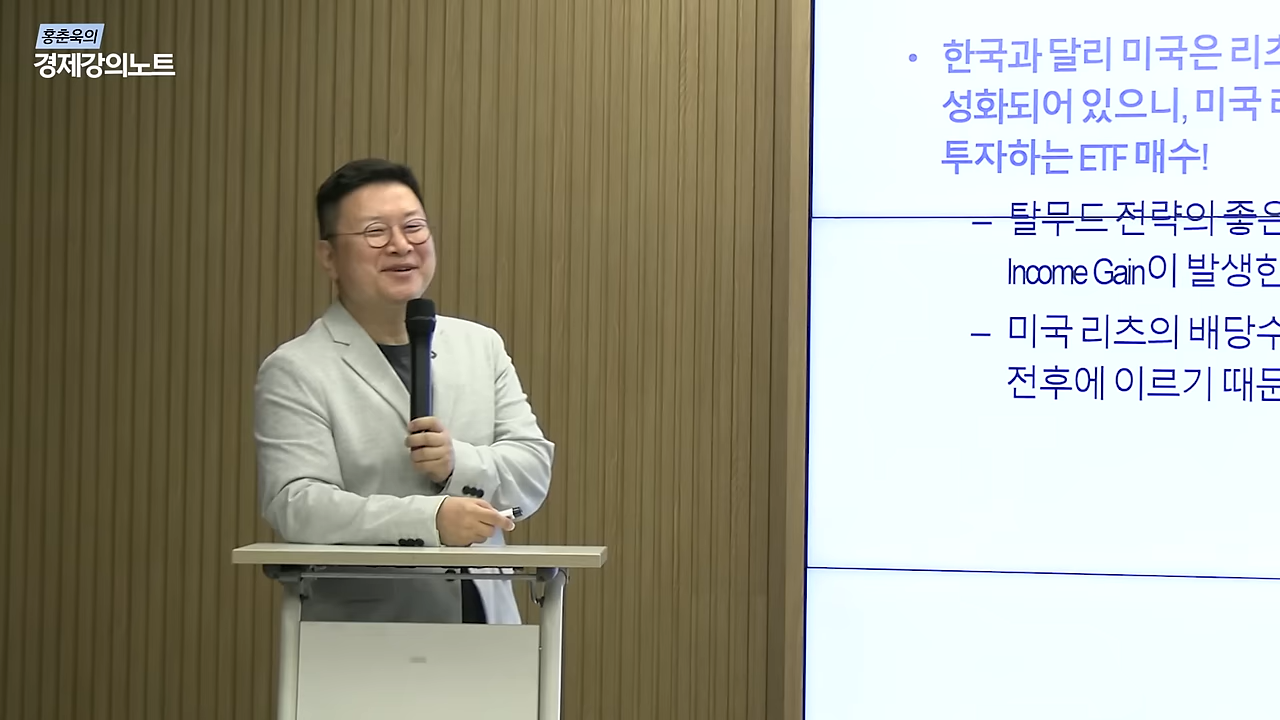 홍춘욱의
경제강의노트
• 한국과 달리 미국은 리츠
성화되어 있으니, 미국
투자하는 ETF 매수!
– 탈무드 전략의 좋은
Income Gain이 발생한
– 미국 리츠의 배당수
전후에 이르기 때문